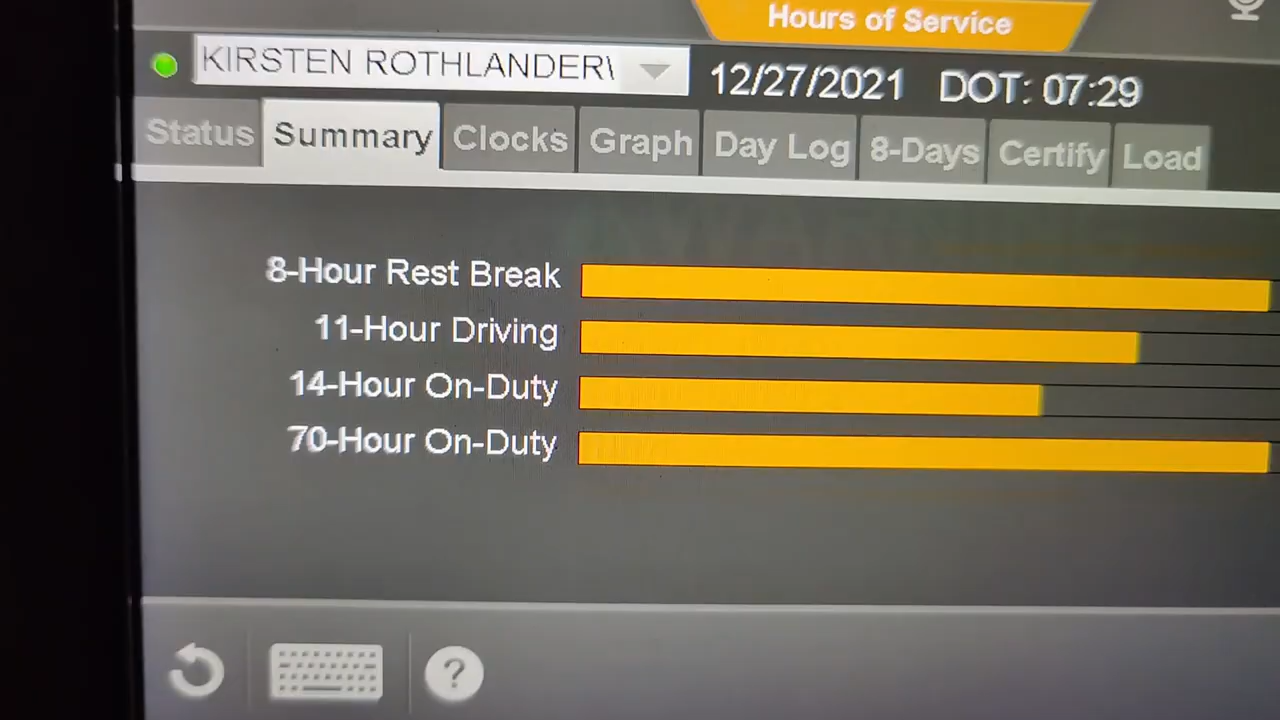 Hours of Service
KIRSTEN ROTHLANDER\ 12/27/2021 DOT: 07:29
Status Summary Clocks Graph Day Log 8-Days Certify Load
8-Hour Rest Break
11-Hour Driving
14-Hour On-Duty
70-Hour On-Duty
?